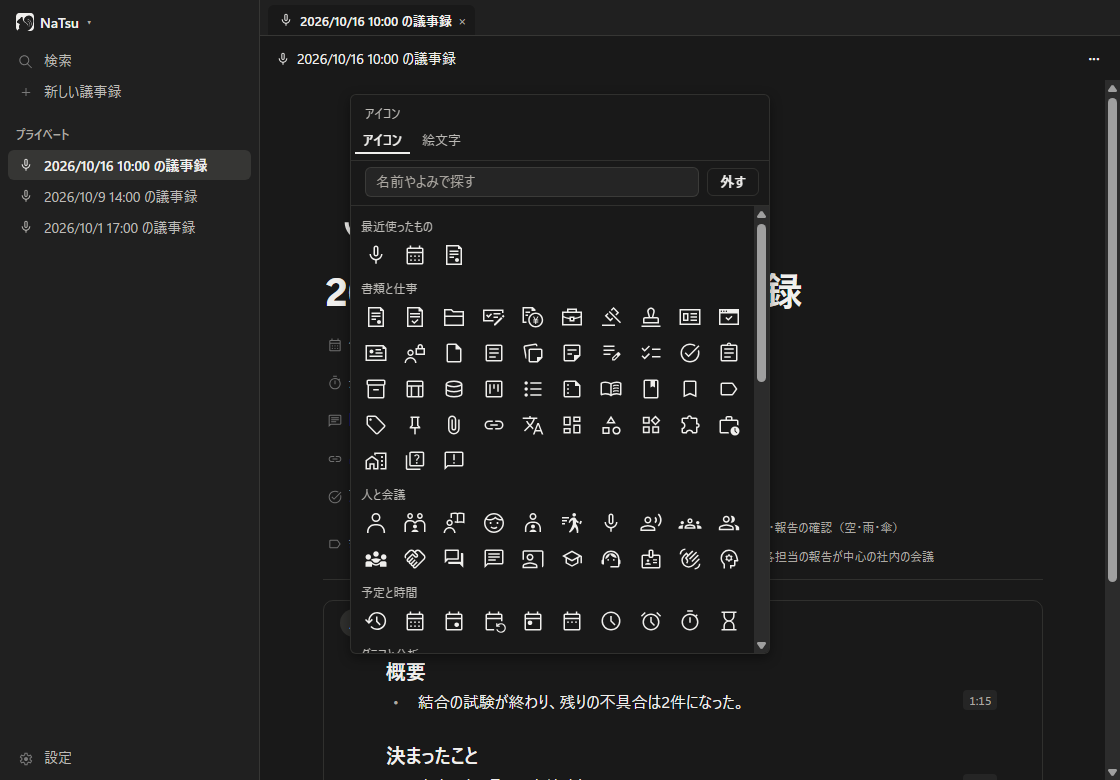 NaTsu
検索
新しい議事録
プライベート
2026/10/16 10:00 の議事録
2026/10/9 14:00 の議事録
2026/10/1 17:00 の議事録
設定
2026/10/16 10:00 の議事録 ×
2026/10/16 10:00 の議事録
アイコン
アイコン 絵文字
名前やよみで探す 外す
最近使ったもの
書類と仕事
人と会議
予定と時間
録
報告の確認（空・雨・傘）
担当の報告が中心の社内の会議
概要
• 結合の試験が終わり、残りの不具合は2件になった。 1:15
決まったこと